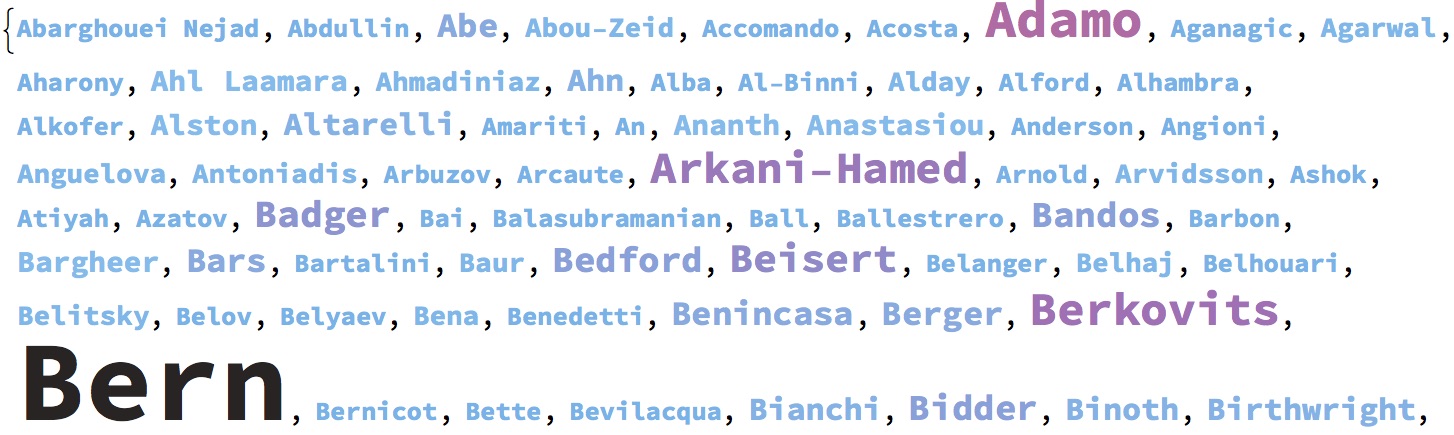 {Abarghouei Nejad, Abdullin, Abe, Abou-Zeid, Accomando, Acosta, Adamo, Aganagic, Agarwal,
Aharony, Ahl Laamara, Ahmadiniaz, Ahn, Alba, Al-Binni, Alday, Alford, Alhambra,
Alkofer, Alston, Altarelli, Amariti, An, Ananth, Anastasiou, Anderson, Angioni,
Anguelova, Antoniadis, Arbuzov, Arcaute, Arkani-Hamed, Arnold, Arvidsson, Ashok,
Atiyah, Azatov, Badger, Bai, Balasubramanian, Ball, Ballestrero, Bandos, Barbon,
Bargheer, Bars, Bartalini, Baur, Bedford, Beisert, Belanger, Belhaj, Belhouari,
Belitsky, Belov, Belyaev, Bena, Benedetti, Benincasa, Berger, Berkovits,
Bern, Bernicot, Bette, Bevilacqua, Bianchi, Bidder, Binoth, Birthwright,